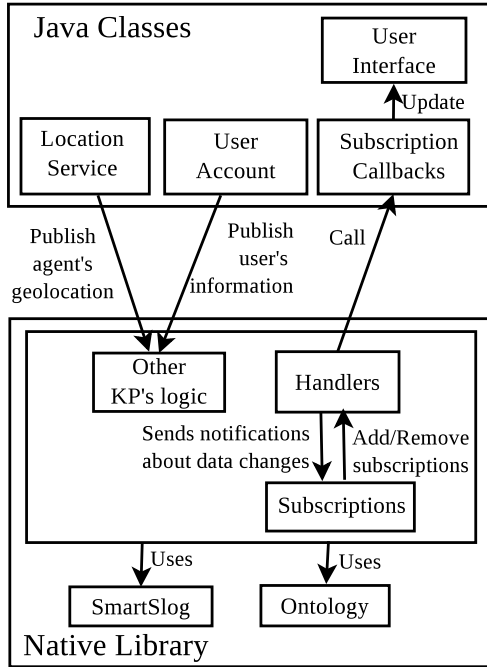 Java Classes
User
Interface
Update
Location
Service
User
Account
Subscription
Callbacks
Publish
agent's
geolocation
Publish
user's
information
Call
Other
KP's logic
Handlers
Sends notifications
about data changes
Add/Remove
subscriptions
Subscriptions
Uses
Uses
SmartSlog
Ontology
Native Library